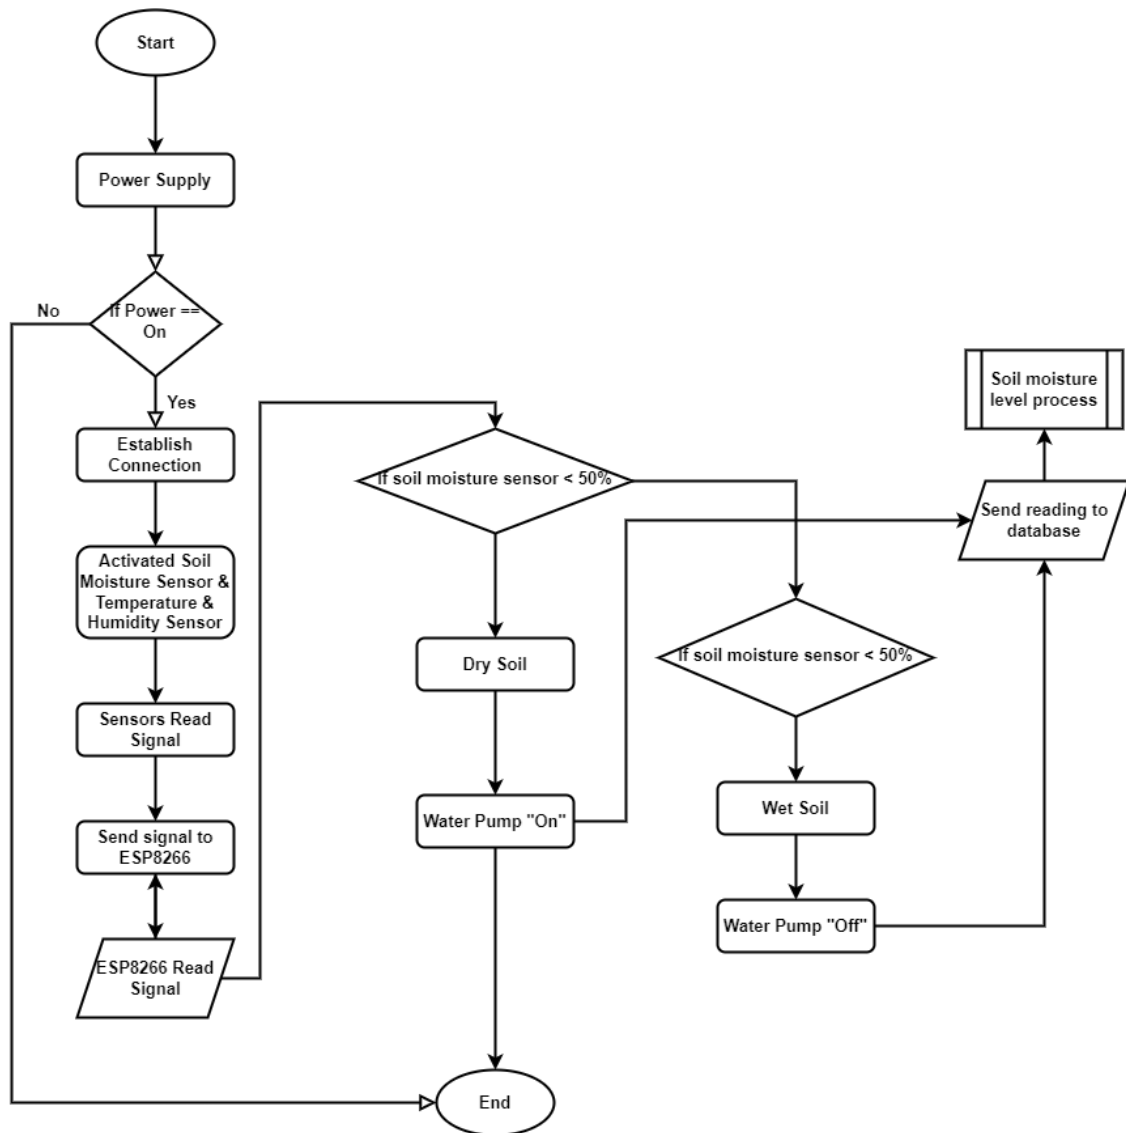 Start
Power Supply
If Power ==
On
No
Yes
Establish
Connection
Activated Soil
Moisture Sensor &
Temperature &
Humidity Sensor
Sensors Read
Signal
Send signal to
ESP8266
ESP8266 Read
Signal
If soil moisture sensor < 50%
Dry Soil
Water Pump "On"
End
If soil moisture sensor < 50%
Wet Soil
Water Pump "Off"
Send reading to
database
Soil moisture
level process